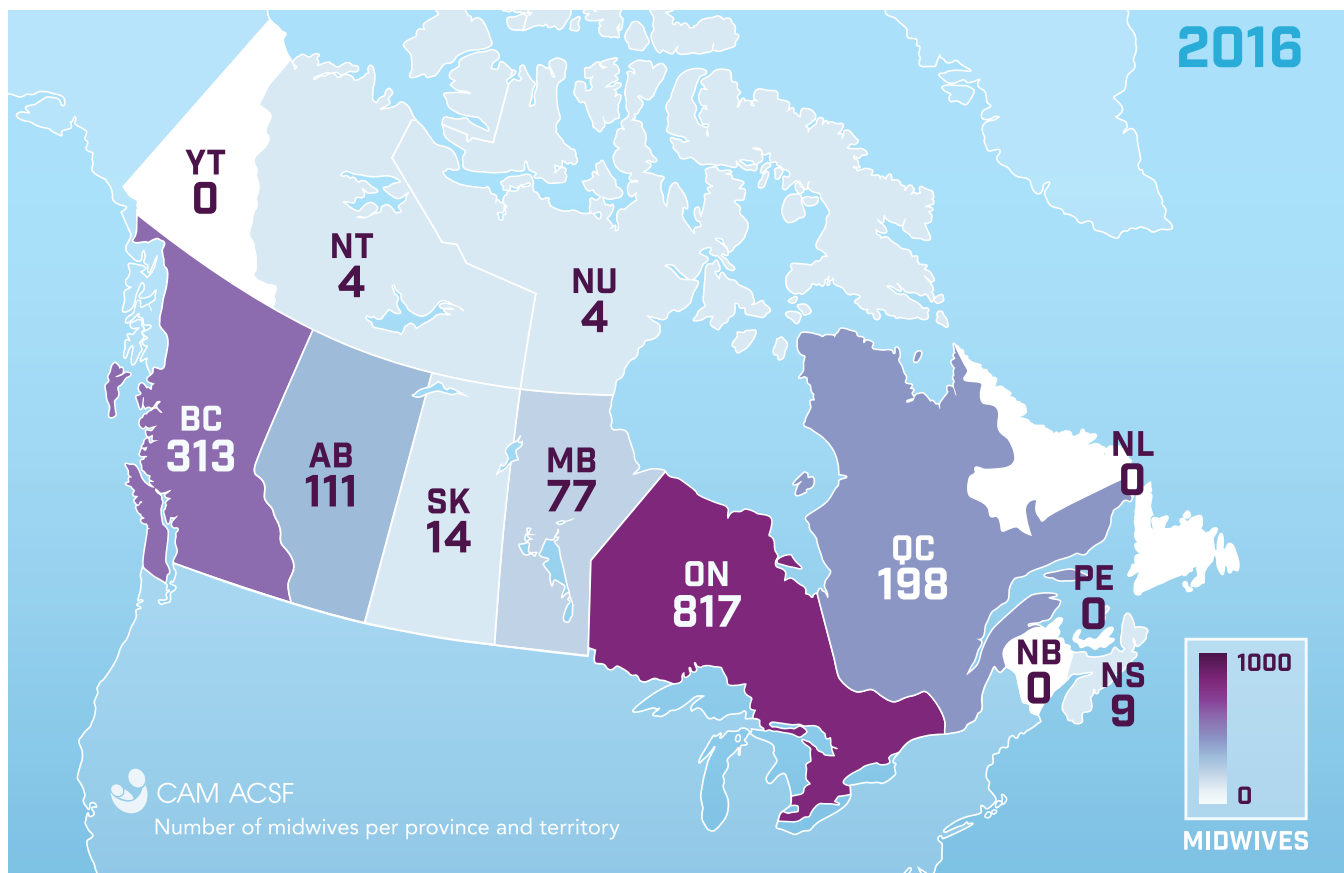 2016
YT
0
NT
4
NU
4
BC
313
AB
111
SK
14
MB
77
ON
817
QC
198
NL
0
PE
0
NB
0
NS
9
1000
0
MIDWIVES
CAM ACSF
Number of midwives per province and territory